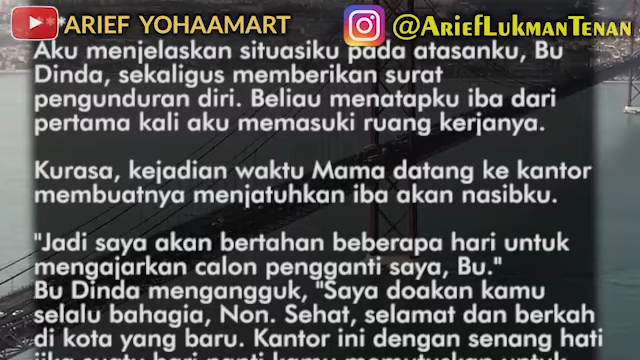 *** ARIEF YOHAAMART
@AriefLukmanTenan
Aku menjelaskan situasiku pada atasanku, Bu
Dinda, sekaligus memberikan surat
pengunduran diri. Beliau menatapku iba dari
pertama kali aku memasuki ruang kerjanya.
Kurasa, kejadian waktu Mama datang ke kantor
membuatnya menjatuhkan iba akan nasibku.
"Jadi saya akan bertahan beberapa hari untuk
mengajarkan calon pengganti saya, Bu."
Bu Dinda mengangguk, "Saya doakan kamu
selalu bahagia, Non. Sehat, selamat dan berkah
di kota yang baru. Kantor ini dengan senang hati